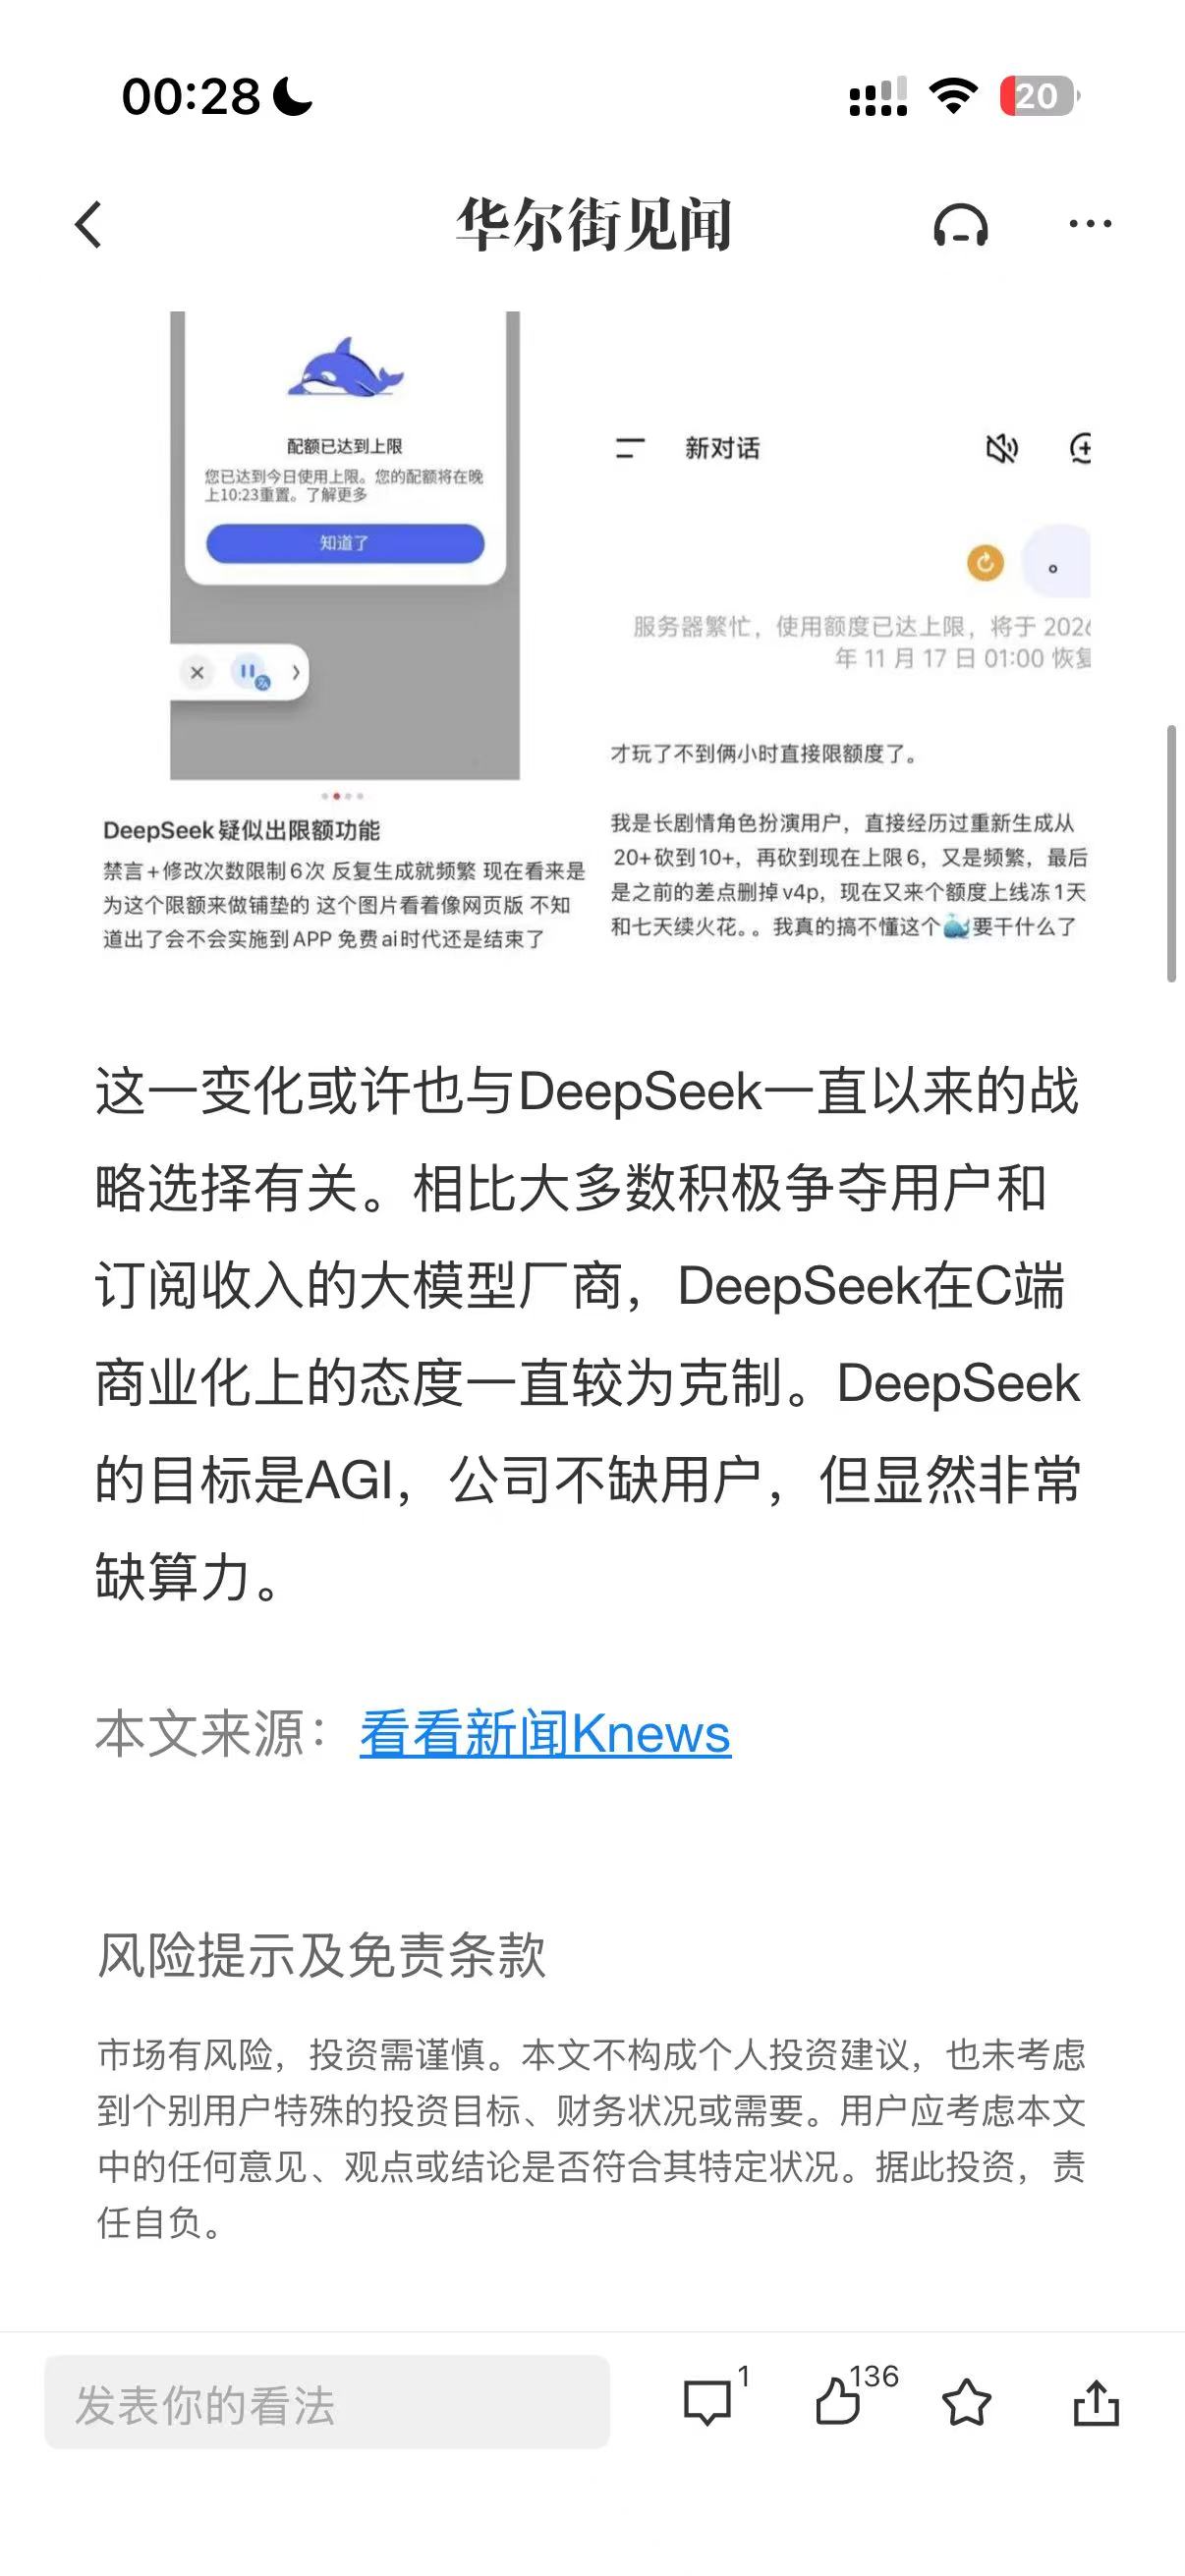 00:28
20
华尔街见闻
配额已达到上限
您已达到今日使用上限。您的配额将在晚
上10:23重置。了解更多
知道了
DeepSeek疑似出限额功能
禁言+修改次数限制6次 反复生成就频繁 现在看来是
为这个限额来做铺垫的 这个图片看着像网页版 不知
道出了会不会实施到APP 免费ai时代还是结束了
新对话
。
服务器繁忙，使用额度已达上限，将于 2026
年 11 月 17 日 01:00 恢复
才玩了不到俩小时直接限额度了。
我是长剧情角色扮演用户，直接经历过重新生成从
20+砍到10+，再砍到现在上限6，又是频繁，最后
是之前的差点删掉v4p，现在又来个额度上线冻1天
和七天续火花。。我真的搞不懂这个🐳要干什么了
这一变化或许也与DeepSeek一直以来的战
略选择有关。相比大多数积极争夺用户和
订阅收入的大模型厂商，DeepSeek在C端
商业化上的态度一直较为克制。DeepSeek
的目标是AGI，公司不缺用户，但显然非常
缺算力。
本文来源：看看新闻Knews
风险提示及免责条款
市场有风险，投资需谨慎。本文不构成个人投资建议，也未考虑
到个别用户特殊的投资目标、财务状况或需要。用户应考虑本文
中的任何意见、观点或结论是否符合其特定状况。据此投资，责
任自负。
发表你的看法
1
136